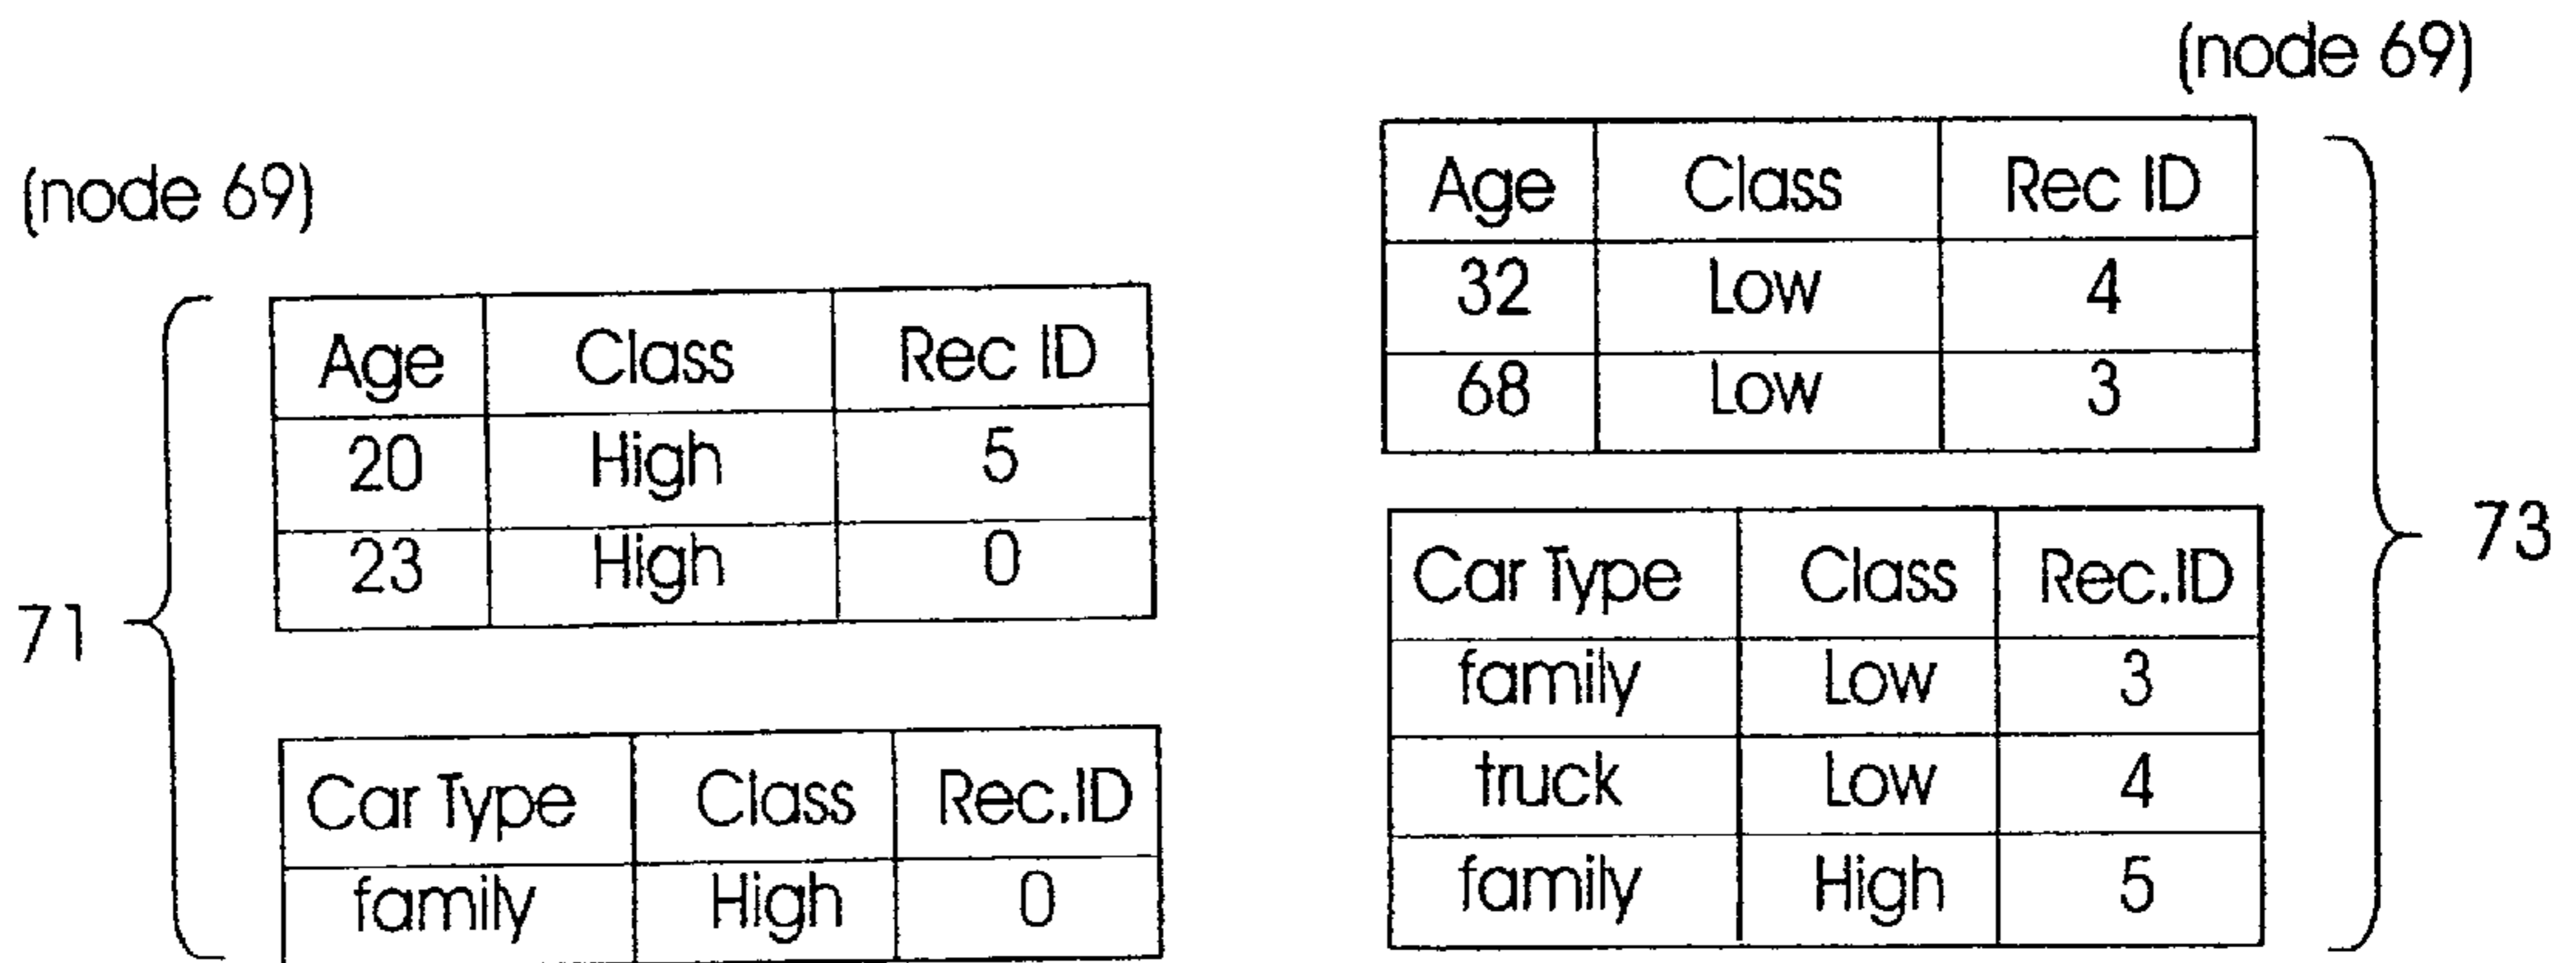 (node 69)
71
Age Class Rec ID
20 High 5
23 High 0
Car Type Class Rec.ID
family High 0
(node 69)
Age Class Rec ID
32 Low 4
68 Low 3
Car Type Class Rec.ID
family Low 3
truck Low 4
family High 5
73